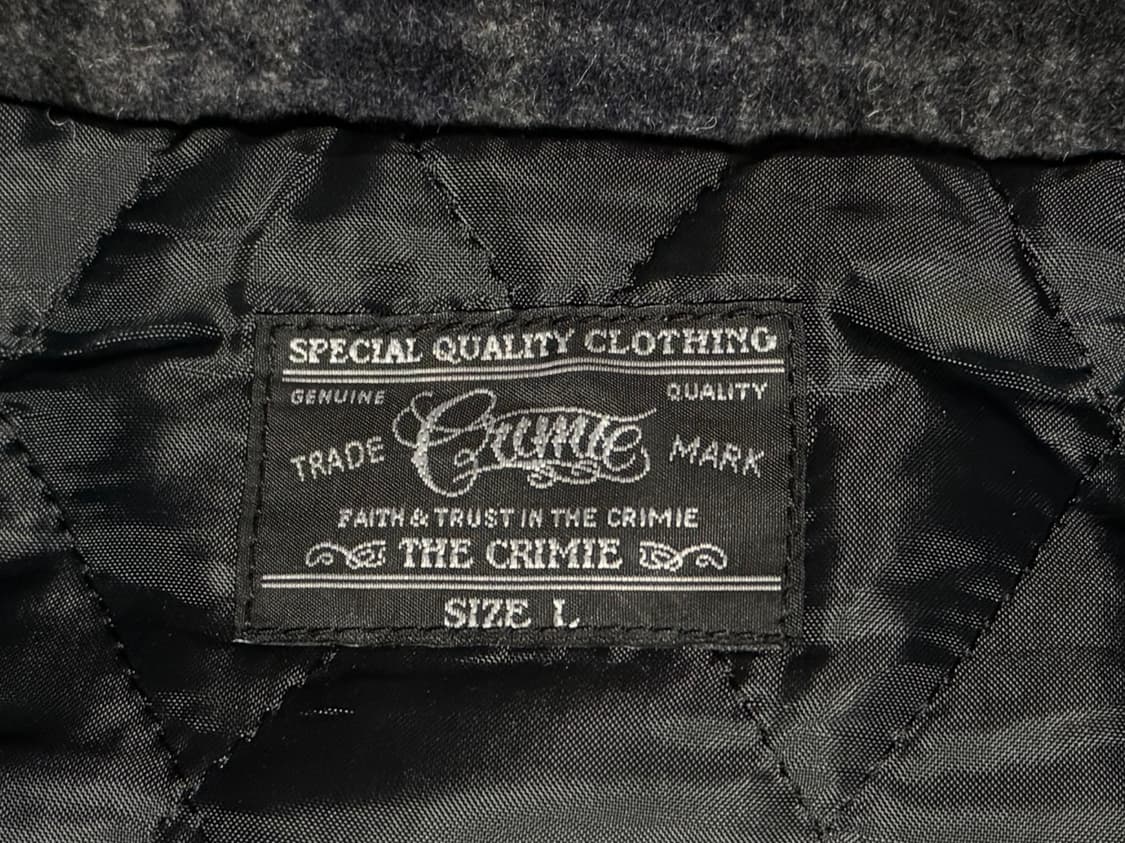 SPECIAL QUALITY CLOTHING
GENUINE QUALITY
TRADE Crimie MARK
FAITH & TRUST IN THE CRIMIE
THE CRIMIE
SIZE L